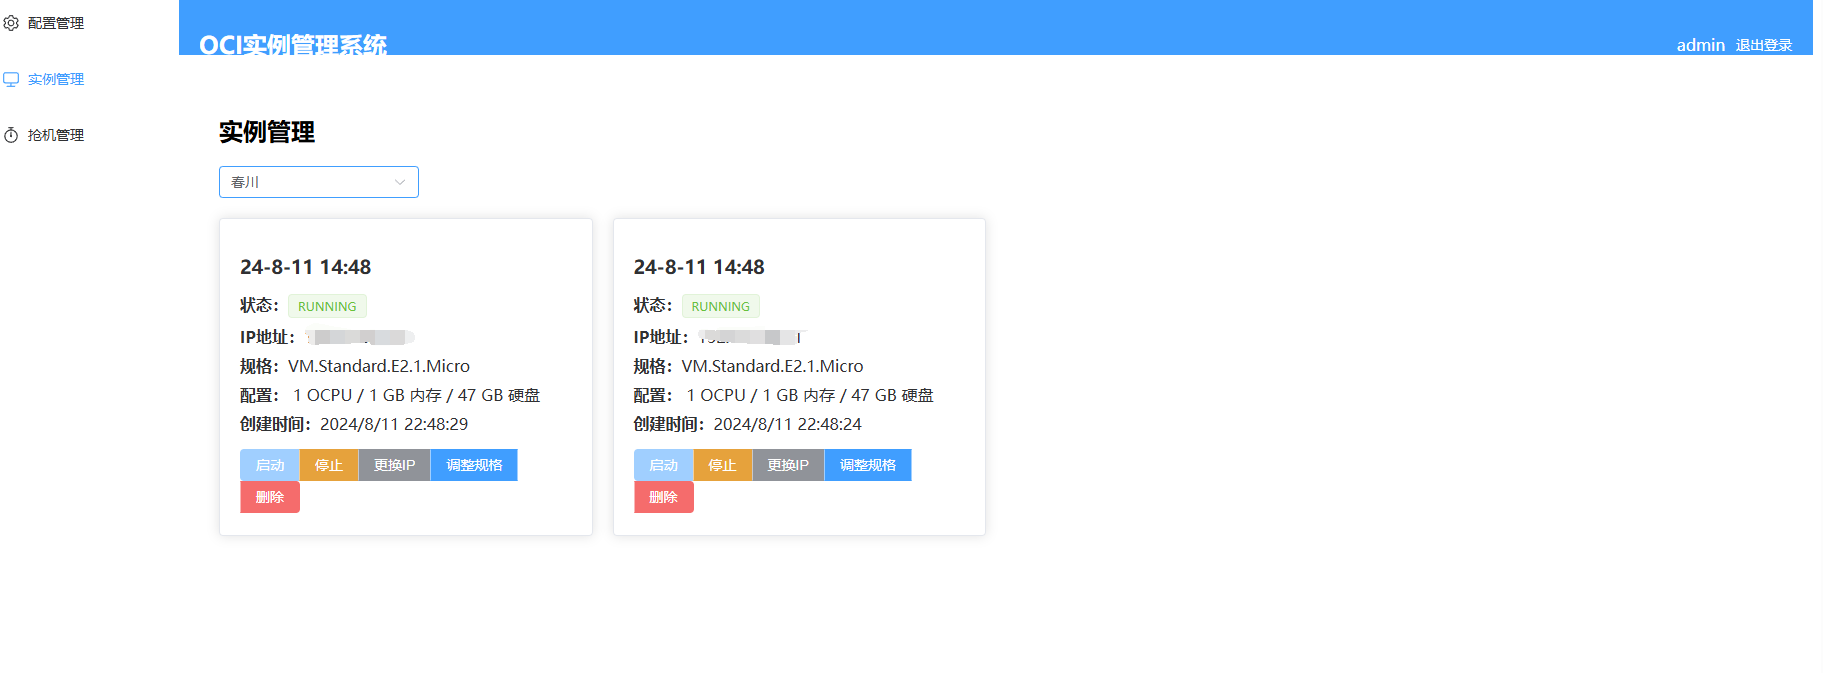 配置管理
实例管理
抢机管理
OCI实例管理系统
admin 退出登录
实例管理
春川
24-8-11 14:48
状态： RUNNING
IP地址：
规格：VM.Standard.E2.1.Micro
配置： 1 OCPU / 1 GB 内存 / 47 GB 硬盘
创建时间：2024/8/11 22:48:29
启动 停止 更换IP 调整规格
删除
24-8-11 14:48
状态： RUNNING
IP地址：
规格：VM.Standard.E2.1.Micro
配置： 1 OCPU / 1 GB 内存 / 47 GB 硬盘
创建时间：2024/8/11 22:48:24
启动 停止 更换IP 调整规格
删除